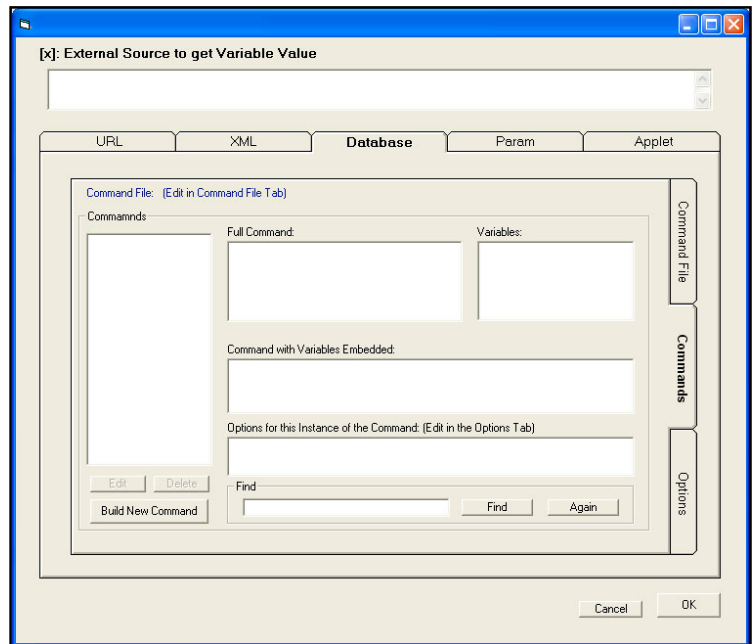 [x]: External Source to get Variable Value
URL XML Database Param Applet
Command File: (Edit in Command File Tab)
Commamnds
Full Command:
Variables:
Command with Variables Embedded:
Options for this Instance of the Command: (Edit in the Options Tab)
Edit Delete
Build New Command
Find
Find Again
Command File
Commands
Options
Cancel OK